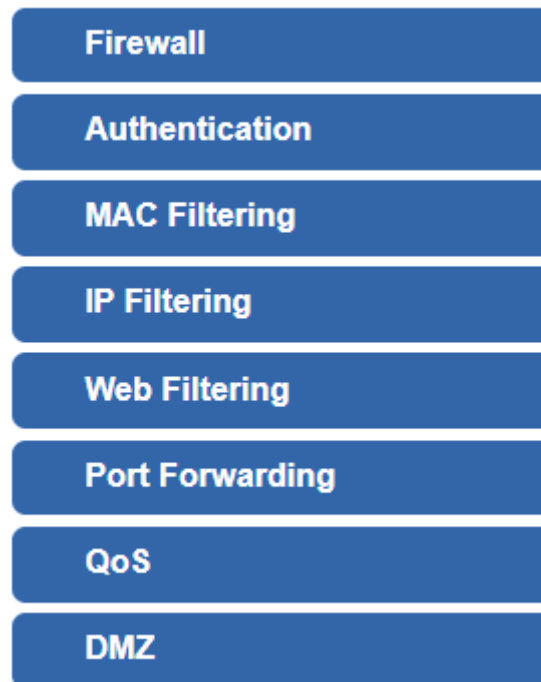 Firewall
Authentication
MAC Filtering
IP Filtering
Web Filtering
Port Forwarding
QoS
DMZ